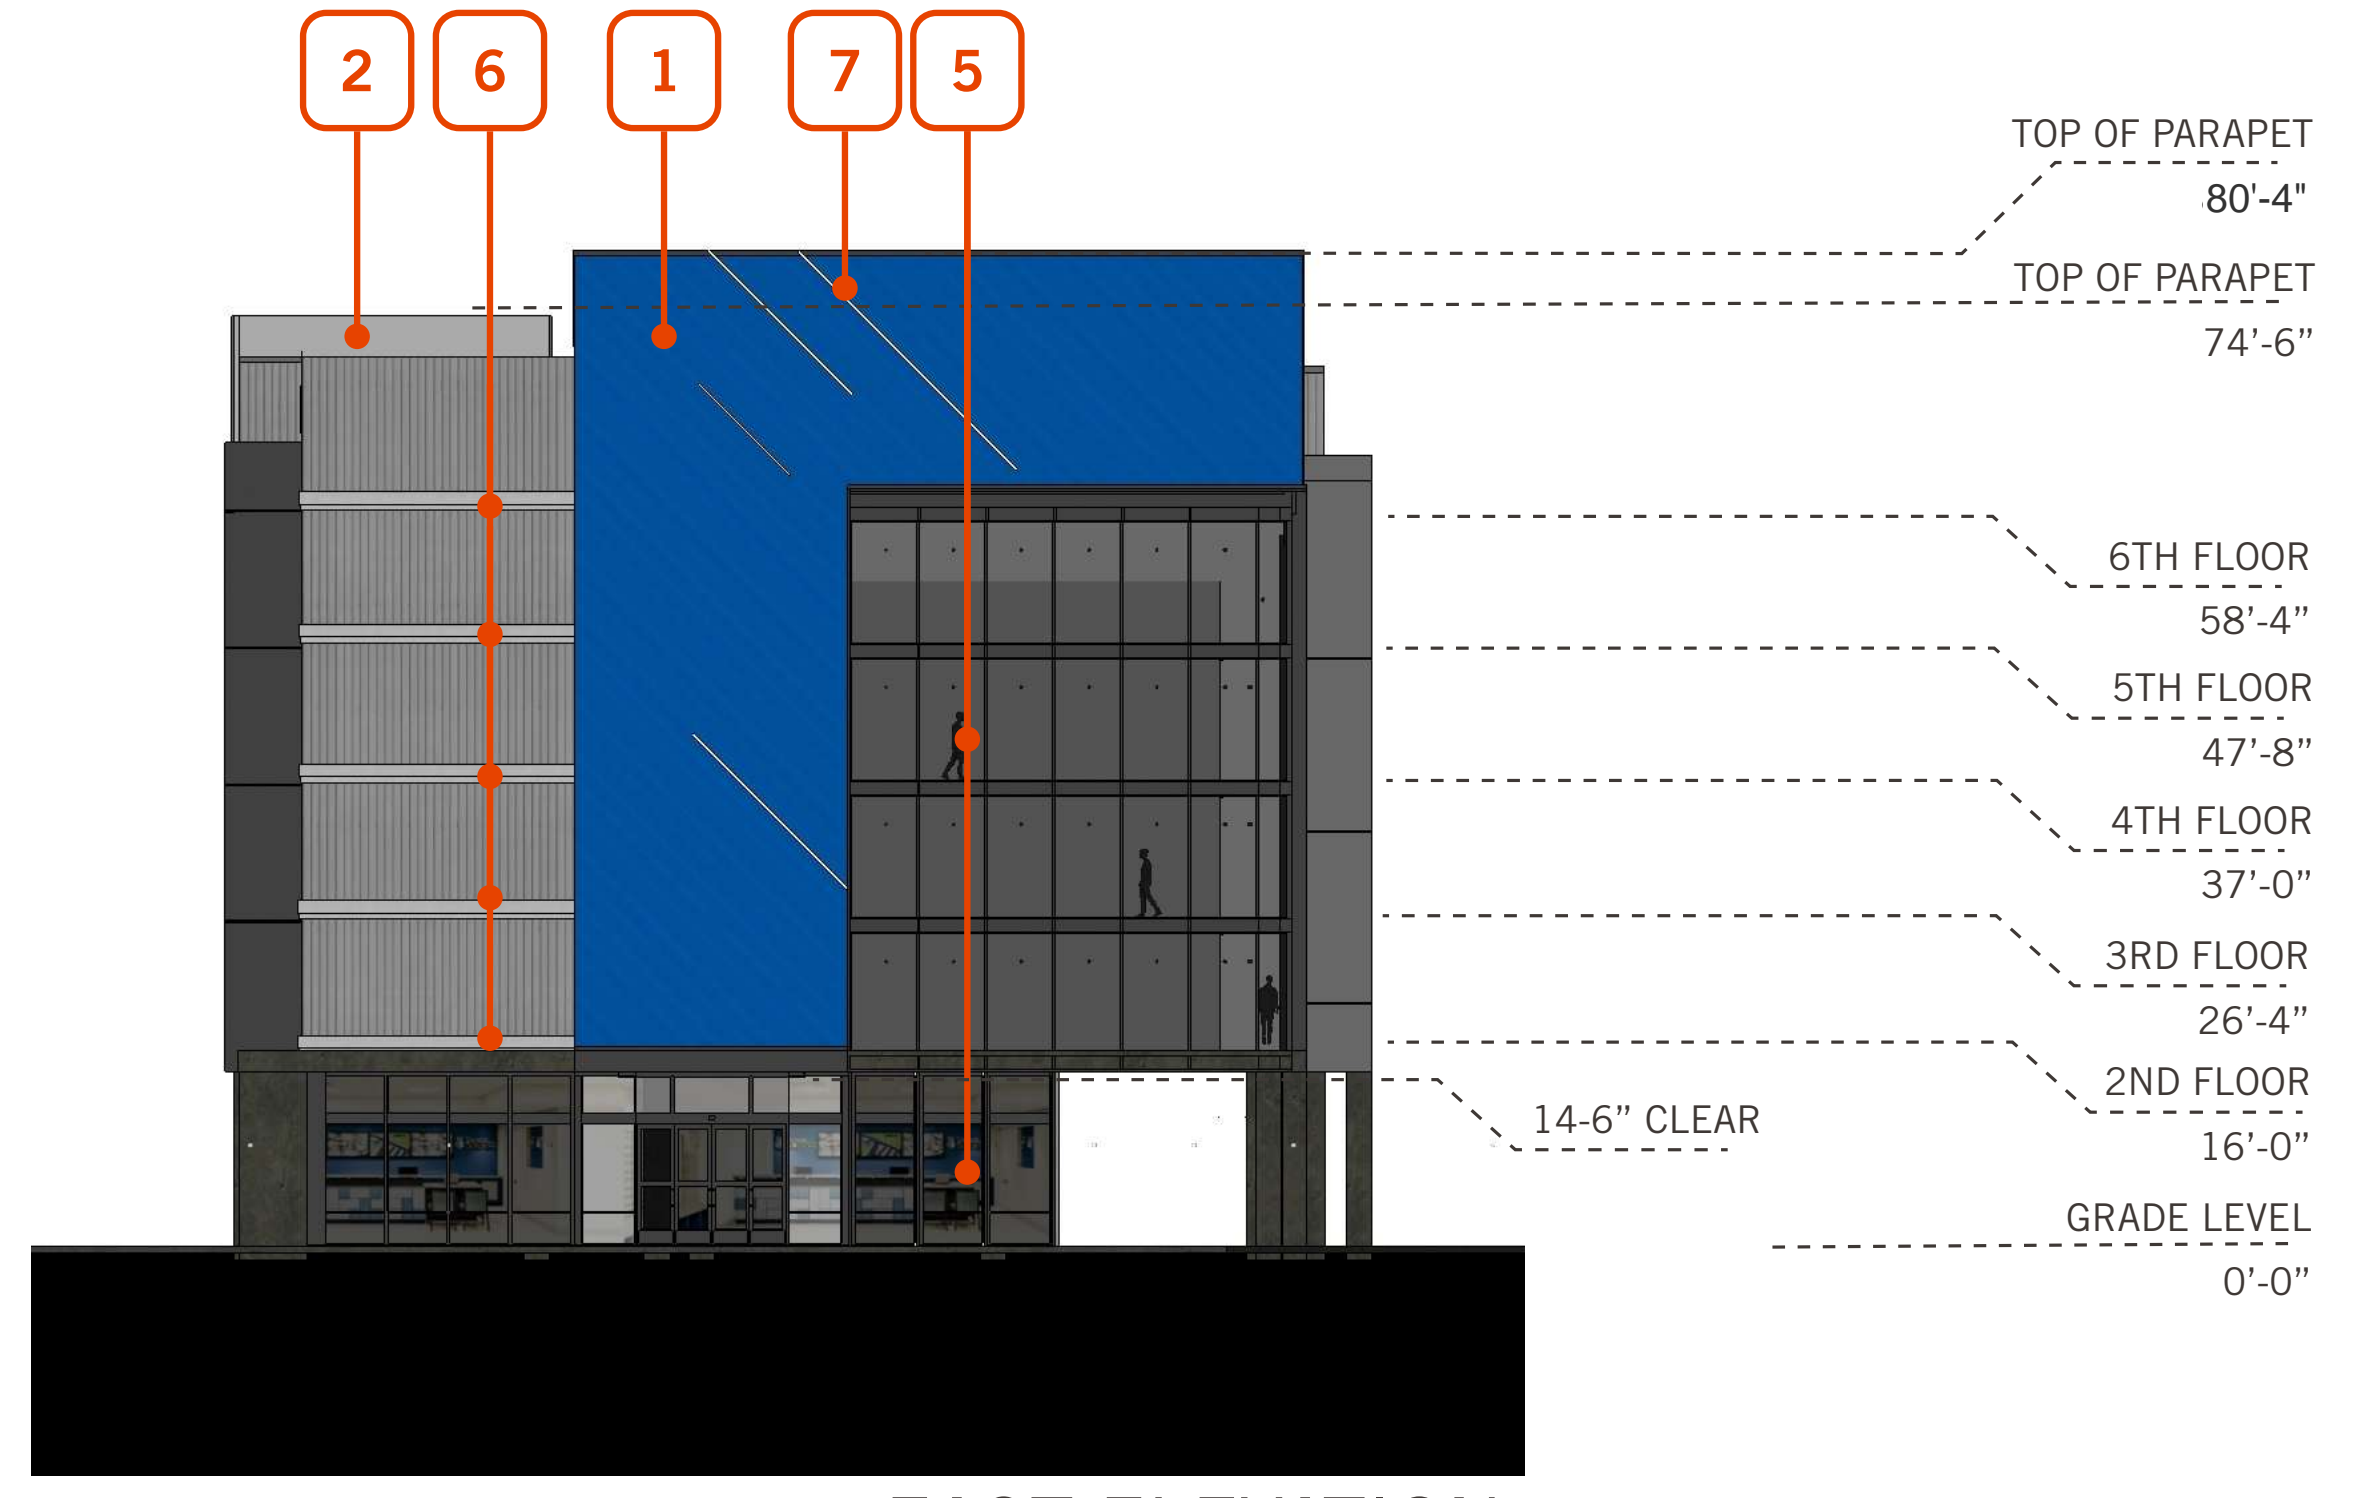 2 6 1 7 5
TOP OF PARAPET
80'-4"
TOP OF PARAPET
74’-6”
6TH FLOOR
58’-4”
5TH FLOOR
47’-8”
4TH FLOOR
37’-0”
3RD FLOOR
26’-4”
2ND FLOOR
14-6” CLEAR
16’-0”
GRADE LEVEL
0’-0”